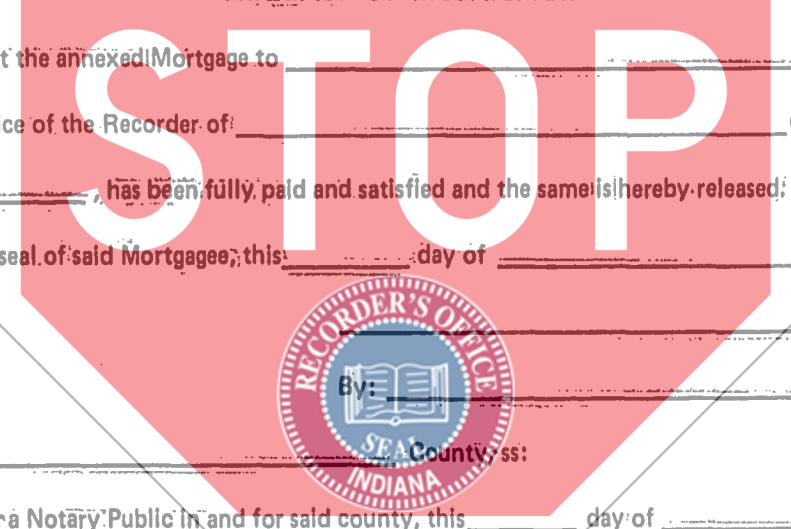 t the annexed Mortgage to
ice of the Recorder of
, has been fully paid and satisfied and the same is hereby released.
seal of said Mortgagee, this day of
By:
County, ss:
a Notary Public in and for said county, this day of
STOP
RECORDER'S OFFICE
SEAL
INDIANA